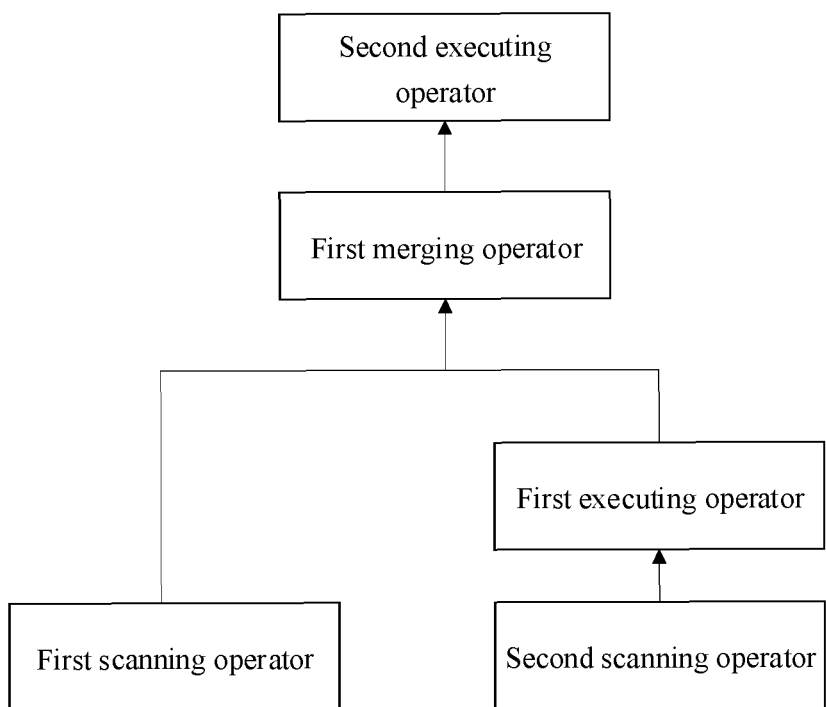 Second executing
operator
First merging operator
First executing operator
First scanning operator
Second scanning operator